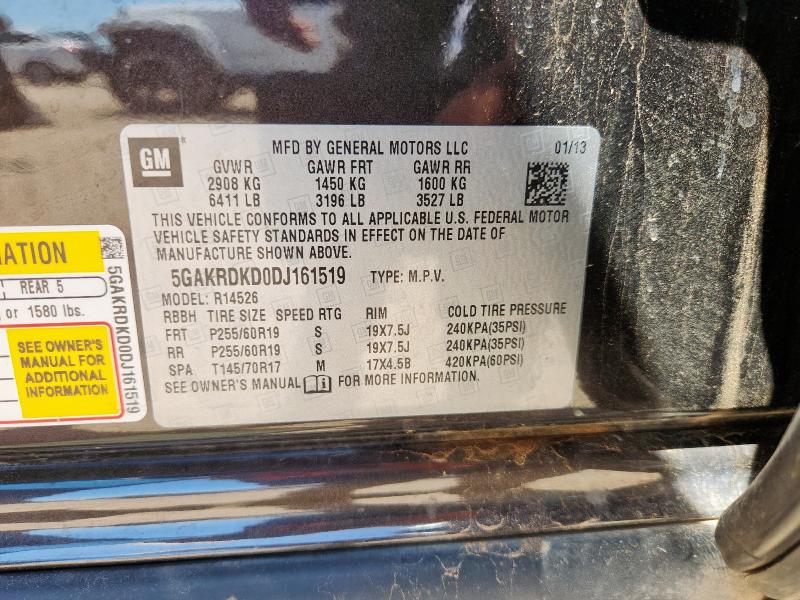 GM
MFD BY GENERAL MOTORS LLC 01/13
GVWR GAWR FRT GAWR RR
2908 KG 1450 KG 1600 KG
6411 LB 3196 LB 3527 LB
THIS VEHICLE CONFORMS TO ALL APPLICABLE U.S. FEDERAL MOTOR
VEHICLE SAFETY STANDARDS IN EFFECT ON THE DATE OF
MANUFACTURE SHOWN ABOVE.
5GAKRDKD0DJ161519 TYPE: M.P.V.
MODEL: R14526
RBBH TIRE SIZE SPEED RTG RIM COLD TIRE PRESSURE
FRT P255/60R19 S 19X7.5J 240KPA(35PSI)
RR P255/60R19 S 19X7.5J 240KPA(35PSI)
SPA T145/70R17 M 17X4.5B 420KPA(60PSI)
SEE OWNER'S MANUAL FOR MORE INFORMATION.
MATION
REAR 5
or 1580 lbs.
SEE OWNER'S
MANUAL FOR
ADDITIONAL
INFORMATION
5GAKRDKD0DJ161519